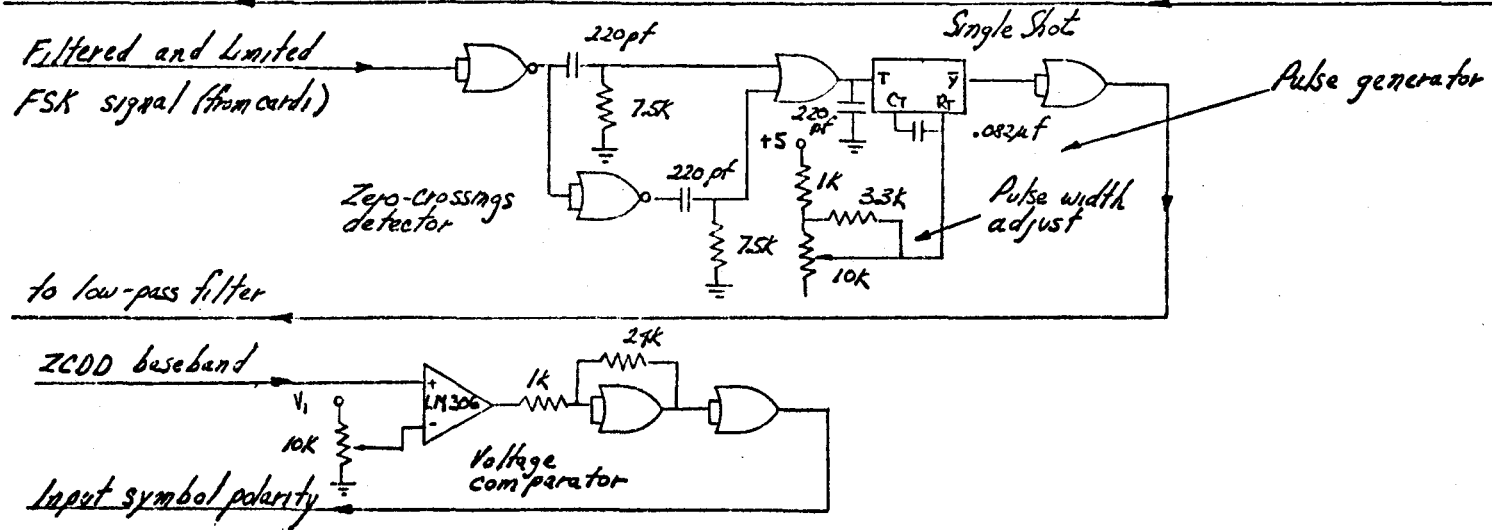 Single Shot
Filtered and Limited
FSK signal (from card 1)
220pf
7.5K
220pf
7.5K
Zero-crossings
detector
T
Y̅
CT
RT
220
pf
.082µf
+5
1K
3.3K
10K
Pulse width
adjust
Pulse generator
to low-pass filter
ZCDD baseband
V1
10K
+
LM306
-
1K
24K
Voltage
comparator
Input symbol polarity